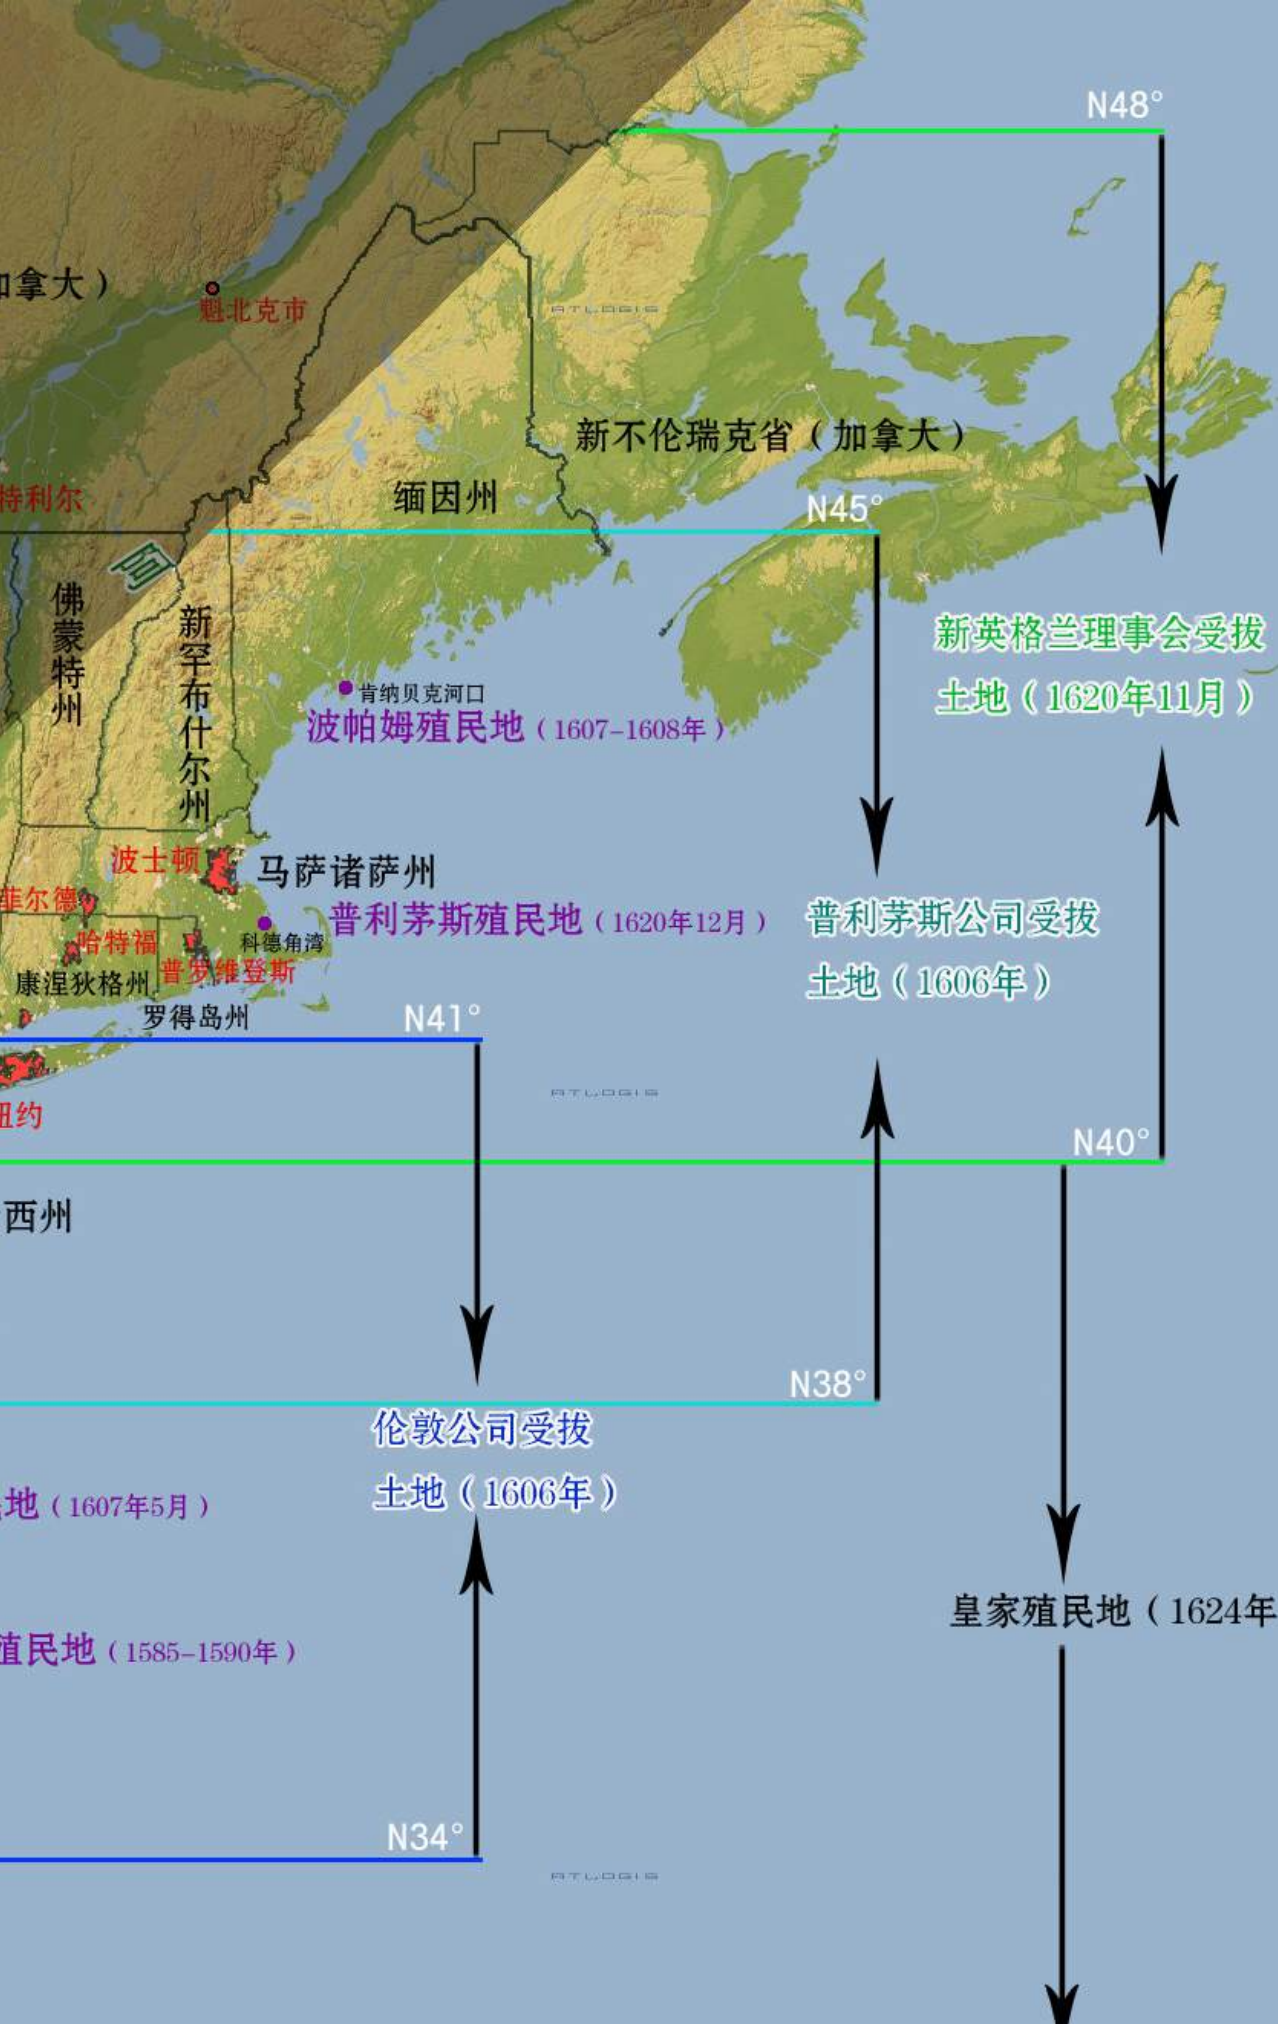 N48°
加拿大）
魁北克市
ATLOGIS
新不伦瑞克省（加拿大）
缅因州
特利尔
N45°
佛蒙特州
新罕布什尔州
新英格兰理事会受拨
土地（1620年11月）
肯纳贝克河口
波帕姆殖民地（1607-1608年）
波士顿
马萨诸萨州
菲尔德
普利茅斯殖民地（1620年12月）
普利茅斯公司受拔
土地（1606年）
哈特福
科德角湾
普罗维登斯
康涅狄格州
罗得岛州
N41°
ATLOGIS
纽约
N40°
西州
N38°
伦敦公司受拔
土地（1606年）
地（1607年5月）
皇家殖民地（1624年
殖民地（1585-1590年）
N34°
ATLOGIS